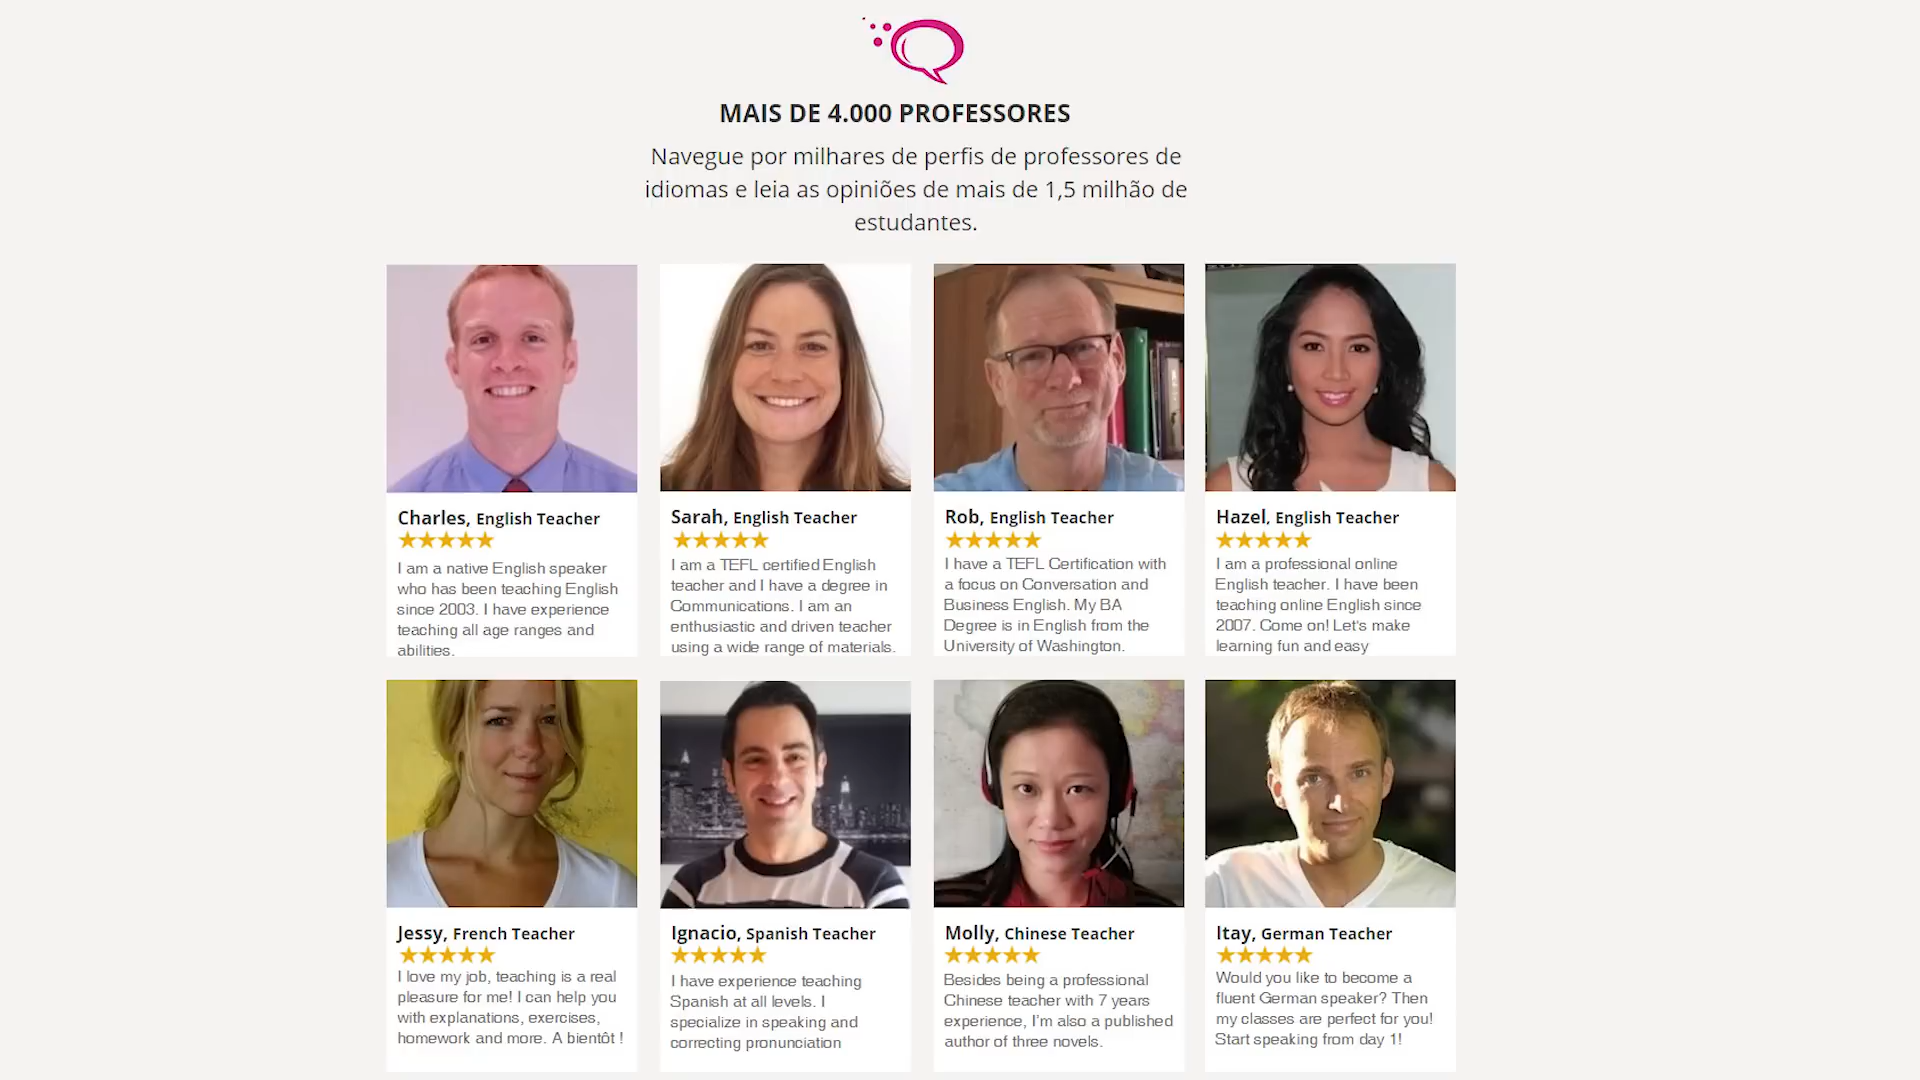 MAIS DE 4.000 PROFESSORES
Navegue por milhares de perfis de professores de
idiomas e leia as opiniões de mais de 1,5 milhão de
estudantes.
Charles, English Teacher
I am a native English speaker
who has been teaching English
since 2003. I have experience
teaching all age ranges and
abilities.
Sarah, English Teacher
I am a TEFL certified English
teacher and I have a degree in
Communications. I am an
enthusiastic and driven teacher
using a wide range of materials.
Rob, English Teacher
I have a TEFL Certification with
a focus on Conversation and
Business English. My BA
Degree is in English from the
University of Washington.
Hazel, English Teacher
I am a professional online
English teacher. I have been
teaching online English since
2007. Come on! Let's make
learning fun and easy
Jessy, French Teacher
I love my job, teaching is a real
pleasure for me! I can help you
with explanations, exercises,
homework and more. A bientôt !
Ignacio, Spanish Teacher
I have experience teaching
Spanish at all levels. I
specialize in speaking and
correcting pronunciation
Molly, Chinese Teacher
Besides being a professional
Chinese teacher with 7 years
experience, I'm also a published
author of three novels.
Itay, German Teacher
Would you like to become a
fluent German speaker? Then
my classes are perfect for you!
Start speaking from day 1!